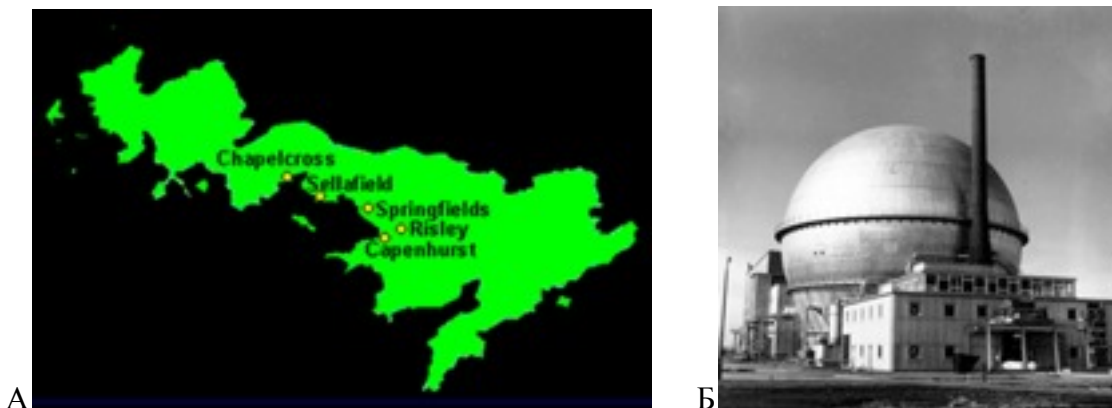 Chapelcross
Sellafield
Springfields
Risley
Capenhurst
А
Б